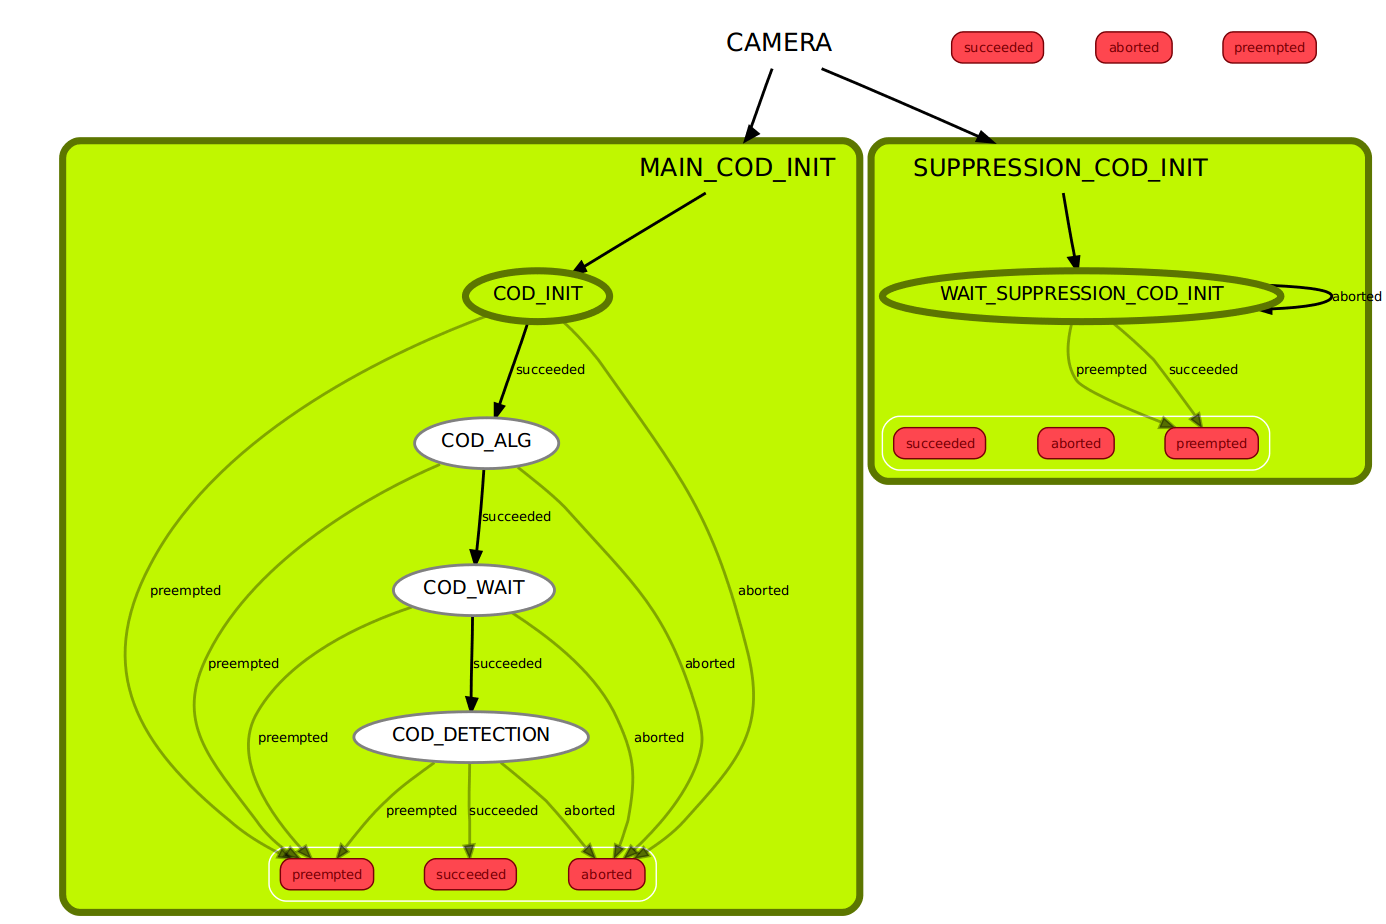 CAMERA
succeeded
aborted
preempted
MAIN_COD_INIT
SUPPRESSION_COD_INIT
COD_INIT
WAIT_SUPPRESSION_COD_INIT
aborted
succeeded
preempted
succeeded
COD_ALG
succeeded
aborted
preempted
succeeded
COD_WAIT
preempted
aborted
preempted
succeeded
aborted
COD_DETECTION
preempted
aborted
preempted
succeeded
aborted
preempted
succeeded
aborted